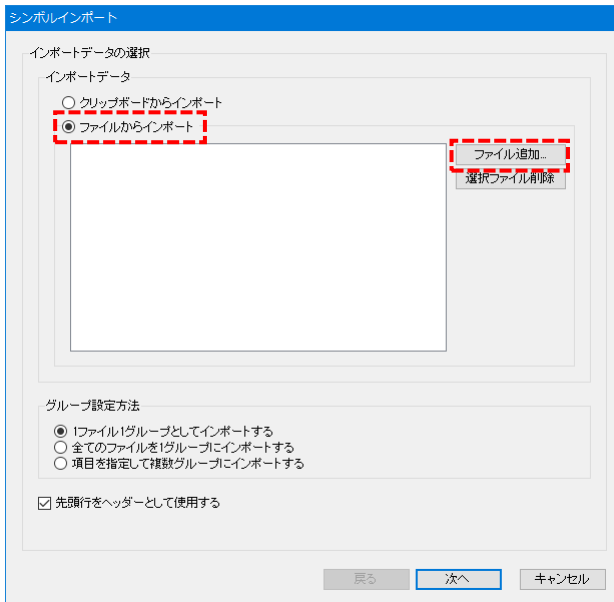 シンボルインポート
インポートデータの選択
インポートデータ
クリップボードからインポート
ファイルからインポート
ファイル追加...
選択ファイル削除
グループ設定方法
1ファイル1グループとしてインポートする
全てのファイルを1グループにインポートする
項目を指定して複数グループにインポートする
先頭行をヘッダーとして使用する
戻る
次へ
キャンセル